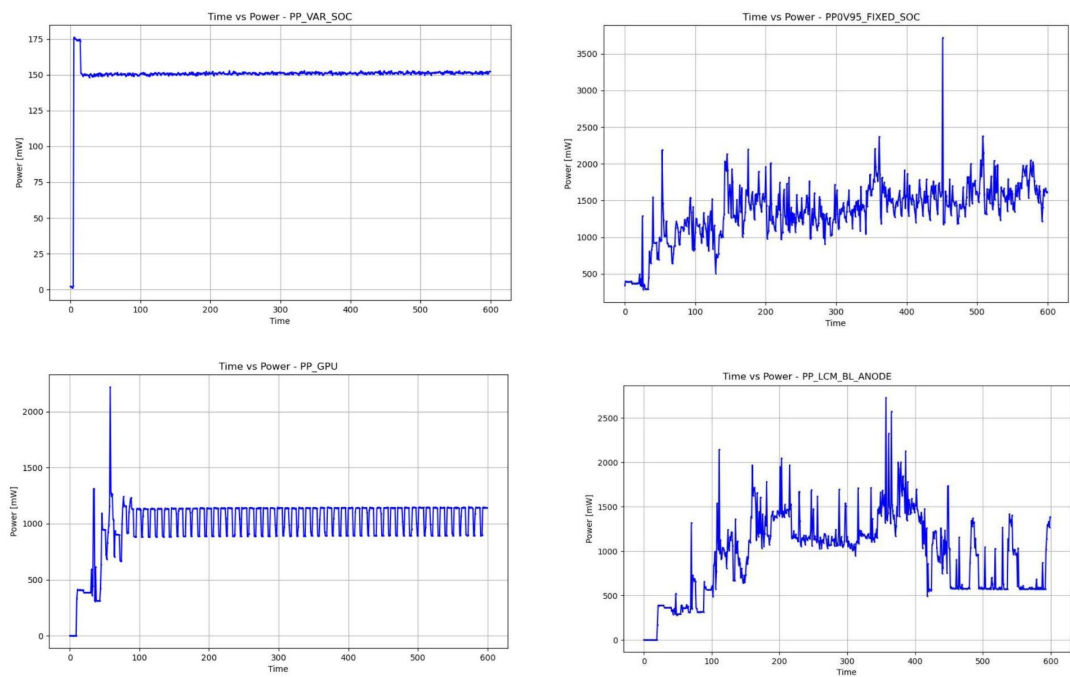 Time vs Power - PP_VAR_SOC
Power [mW]
175
150
125
100
75
50
25
0
0 100 200 300 400 500 600
Time
Time vs Power - PP0V95_FIXED_SOC
Power [mW]
3500
3000
2500
2000
1500
1000
500
0 100 200 300 400 500 600
Time
Time vs Power - PP_GPU
Power [mW]
2000
1500
1000
500
0
0 100 200 300 400 500 600
Time
Time vs Power - PP_LCM_BL_ANODE
Power [mW]
2500
2000
1500
1000
500
0
0 100 200 300 400 500 600
Time